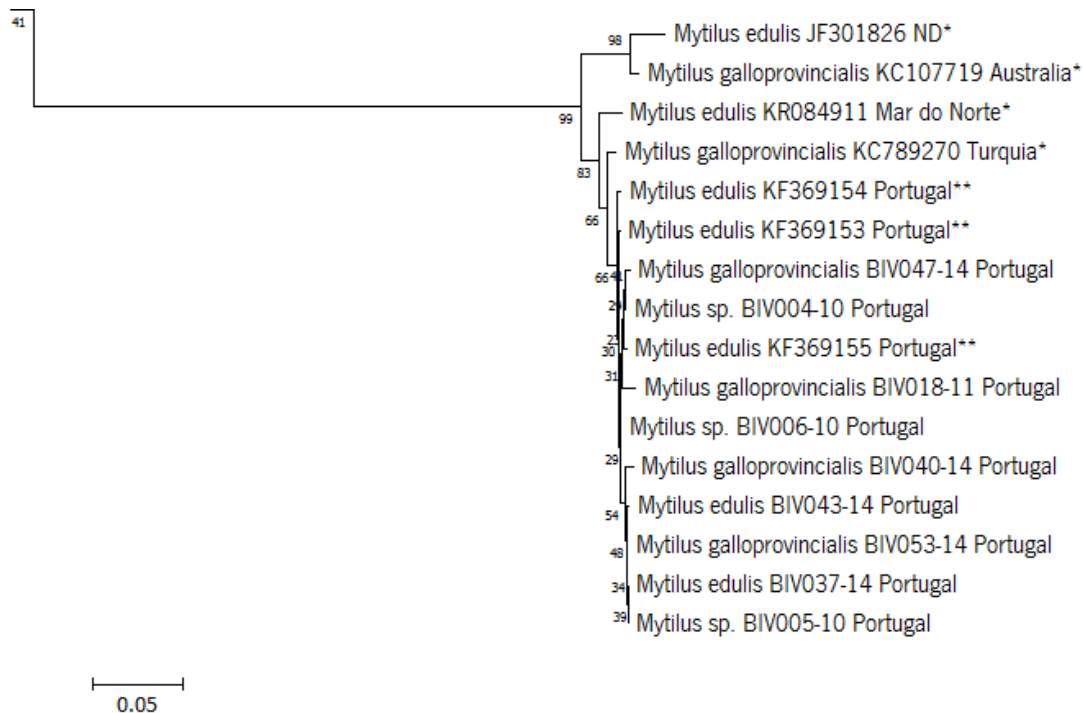 41
98
Mytilus edulis JF301826 ND*
Mytilus galloprovincialis KC107719 Australia*
99
Mytilus edulis KR084911 Mar do Norte*
Mytilus galloprovincialis KC789270 Turquia*
83
Mytilus edulis KF369154 Portugal**
66
Mytilus edulis KF369153 Portugal**
66
Mytilus galloprovincialis BIV047-14 Portugal
Mytilus sp. BIV004-10 Portugal
30
Mytilus edulis KF369155 Portugal**
31
Mytilus galloprovincialis BIV018-11 Portugal
Mytilus sp. BIV006-10 Portugal
29
Mytilus galloprovincialis BIV040-14 Portugal
Mytilus edulis BIV043-14 Portugal
54
Mytilus galloprovincialis BIV053-14 Portugal
48
Mytilus edulis BIV037-14 Portugal
34
Mytilus sp. BIV005-10 Portugal
39
0.05